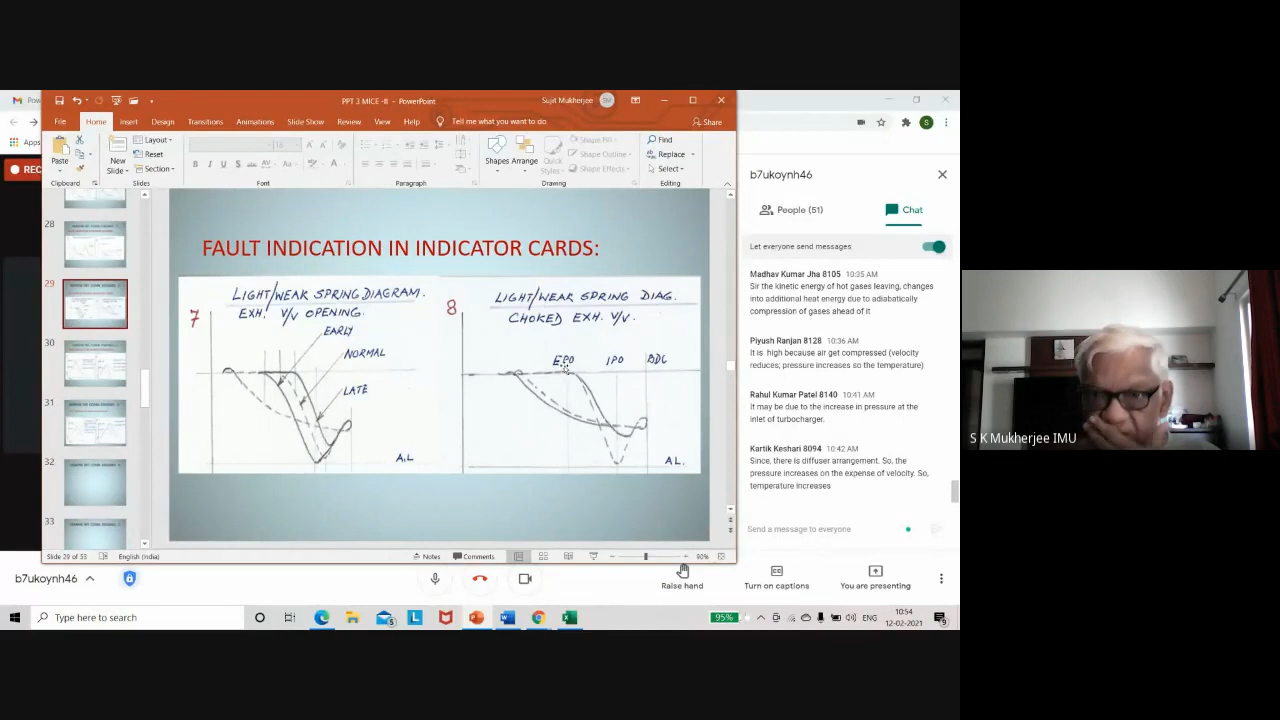 PPT 3 MICE -II - PowerPoint
Sujit Mukherjee
SM
File Home Insert Design Transitions Animations Slide Show Review View Help Tell me what you want to do Share
Apps
REC
Paste
Clipboard
New
Slide
Layout
Reset
Section
Slides
B I U S
Font
Paragraph
Shapes Arrange Quick
Styles
Shape Fill
Shape Outline
Shape Effects
Drawing
Find
Replace
Select
Editing
28
29
30
31
32
33
FAULT INDICATION IN INDICATOR CARDS:
7
LIGHT/WEAK SPRING DIAGRAM.
EXH. V/V OPENING.
EARLY
NORMAL
LATE
A.L
8
LIGHT/WEAK SPRING DIAG.
CHOKED EXH. V/V.
EPO IPO BDC
AL.
Slide 29 of 53
English (India)
Notes
Comments
90%
b7ukoynh46
People (51)
Chat
Let everyone send messages
Madhav Kumar Jha 8105 10:35 AM
Sir the kinetic energy of hot gases leaving, changes
into additional heat energy due to adiabatically
compression of gases ahead of it
Piyush Ranjan 8128 10:36 AM
It is high because air get compressed (velocity
reduces, pressure increases so the temperature)
Rahul Kumar Patel 8140 10:41 AM
It may be due to the increase in pressure at the
inlet of turbocharger.
Kartik Keshari 8094 10:42 AM
Since, there is diffuser arrangement. So, the
pressure increases on the expense of velocity. So,
temperature increases
Send a message to everyone
b7ukoynh46
Raise hand
Turn on captions
You are presenting
Type here to search
95%
ENG
10:54
12-02-2021
S K Mukherjee IMU